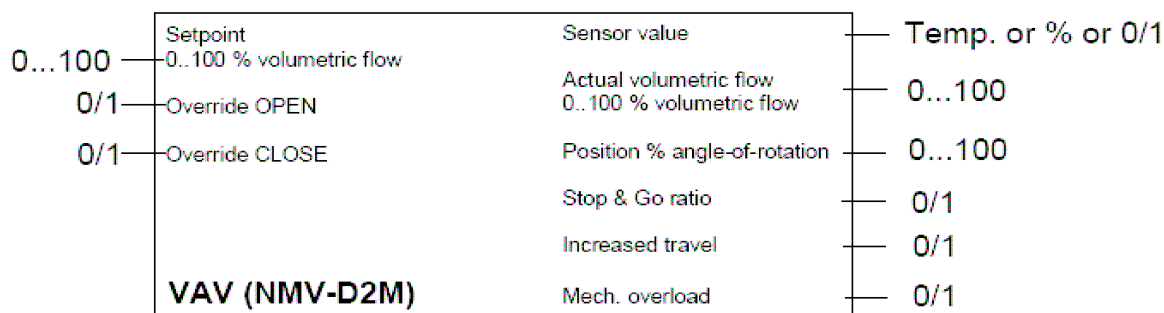 Setpoint
0...100 0..100 % volumetric flow
0/1 Override OPEN
0/1 Override CLOSE
VAV (NMV-D2M)
Sensor value Temp. or % or 0/1
Actual volumetric flow
0..100 % volumetric flow 0...100
Position % angle-of-rotation 0...100
Stop & Go ratio 0/1
Increased travel 0/1
Mech. overload 0/1